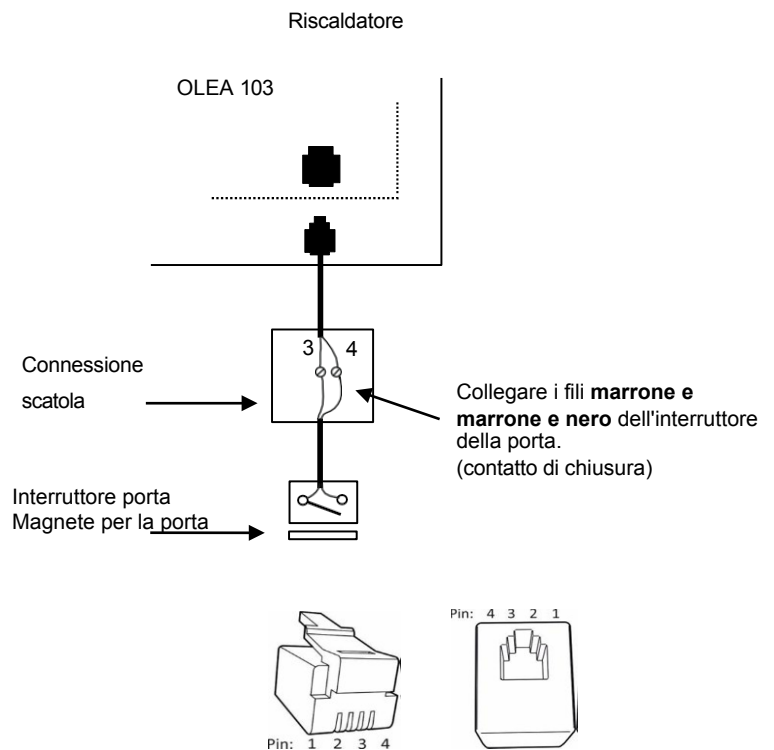 Riscaldatore
OLEA 103
3 4
Connessione
scatola
Collegare i fili marrone e
marrone e nero dell'interruttore
della porta.
(contatto di chiusura)
Interruttore porta
Magnete per la porta
Pin: 4 3 2 1
Pin: 1 2 3 4